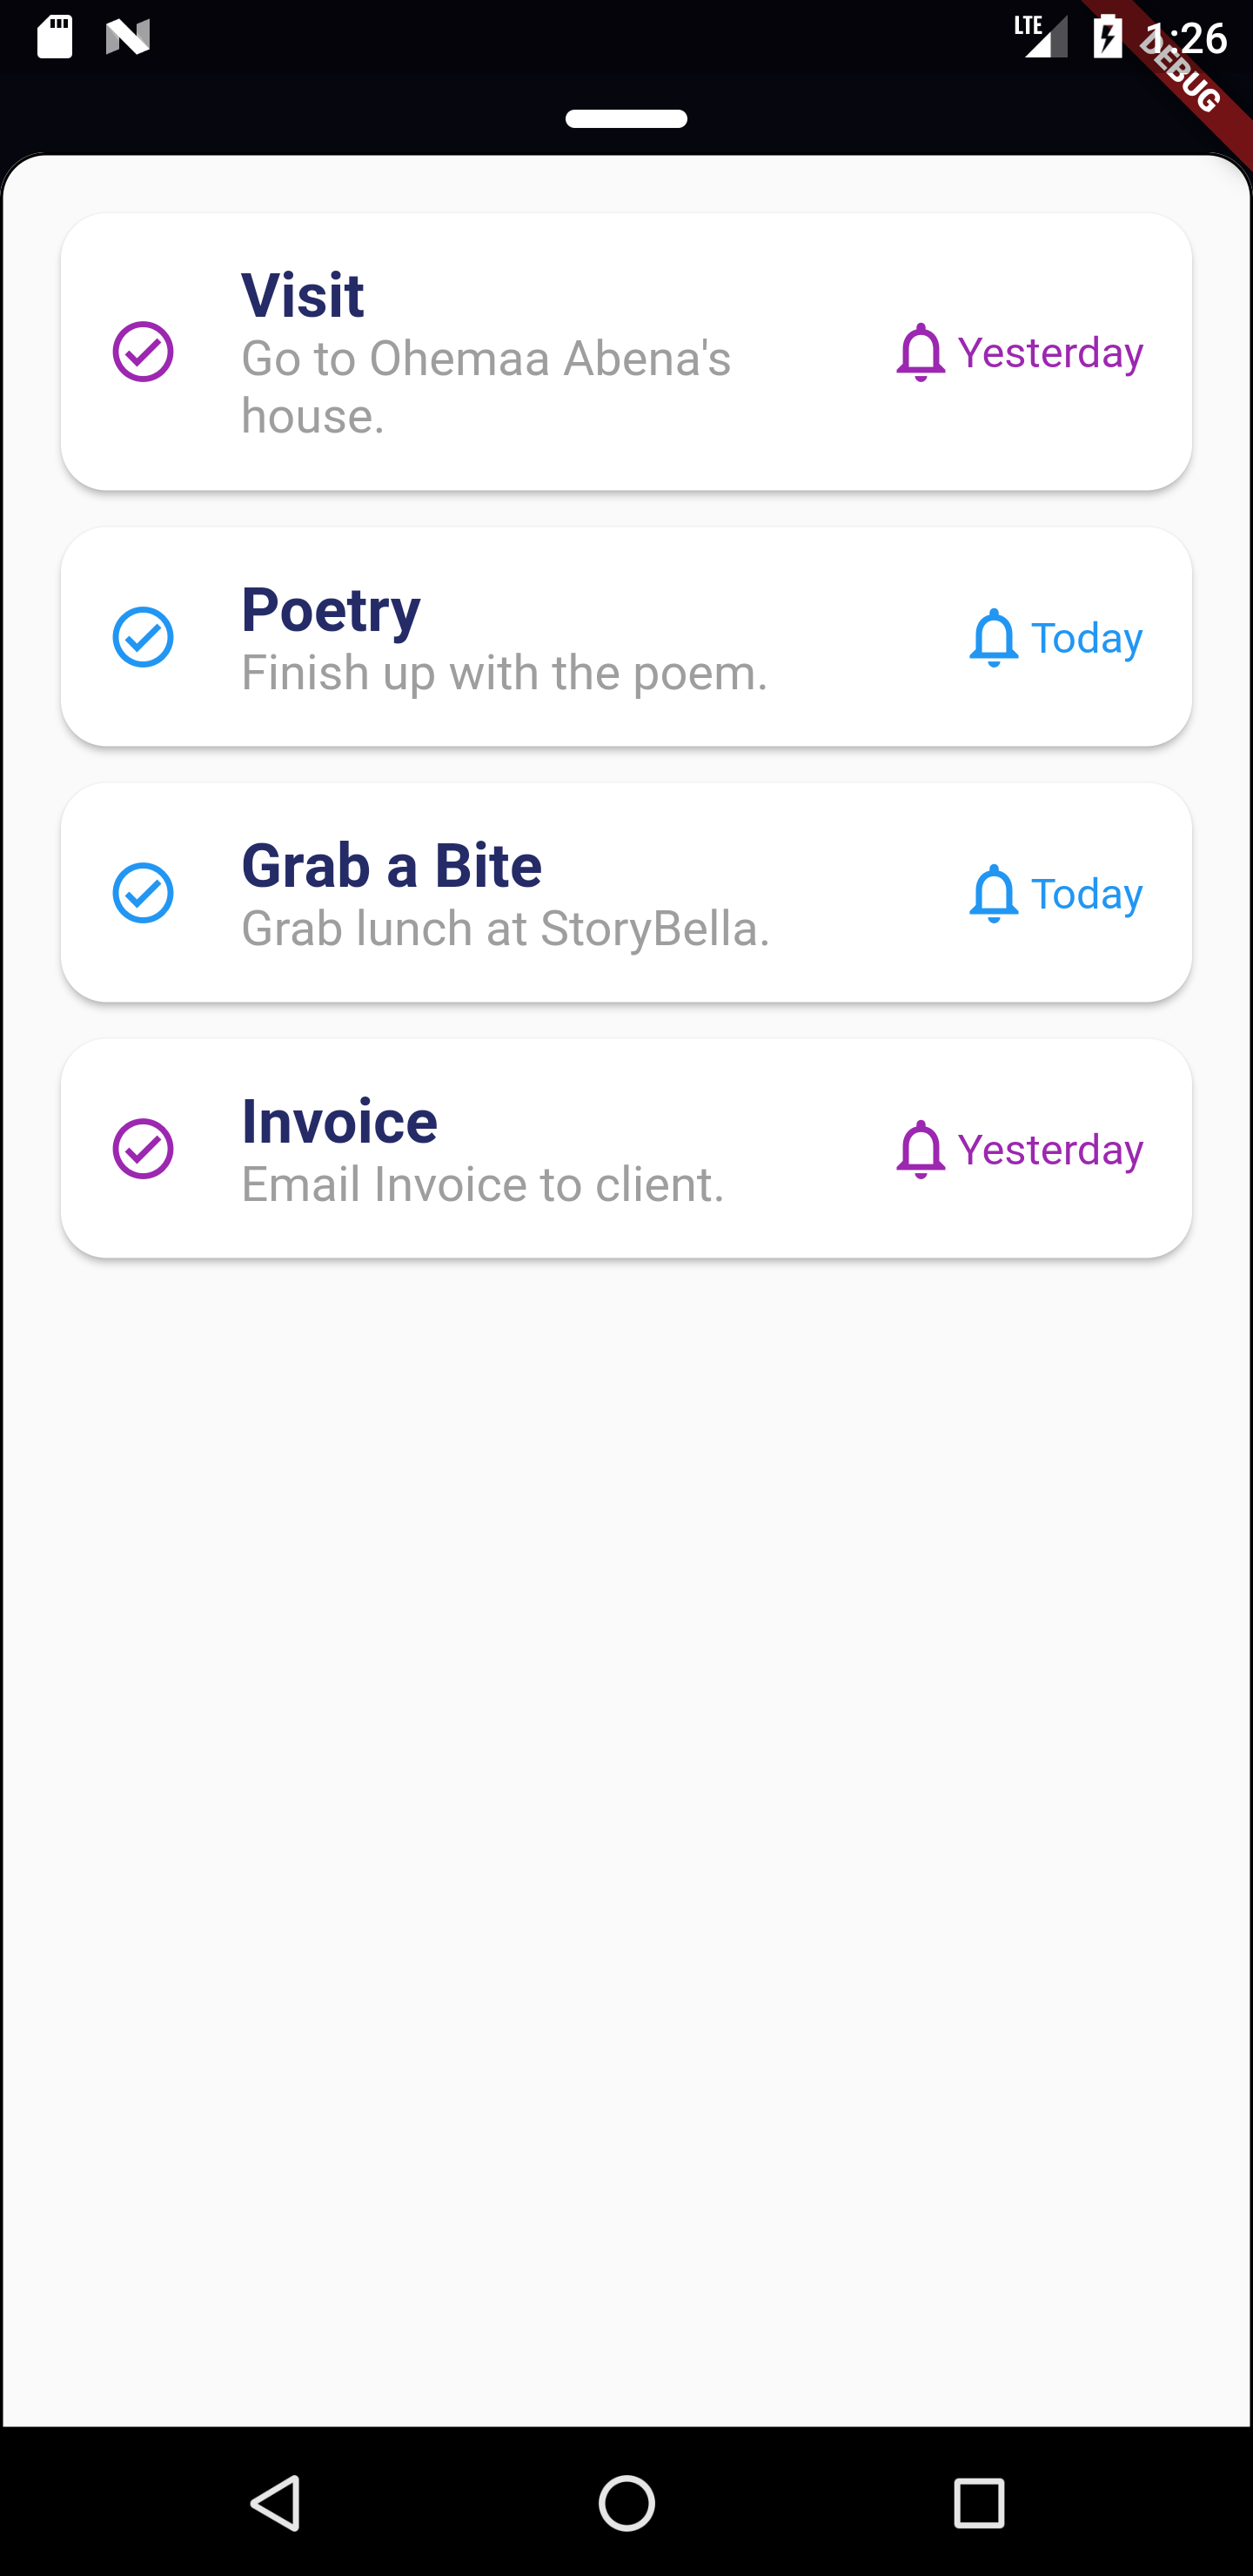 LTE 1:26
DEBUG
Visit
Go to Ohemaa Abena's
house.
Yesterday
Poetry
Finish up with the poem.
Today
Grab a Bite
Grab lunch at StoryBella.
Today
Invoice
Email Invoice to client.
Yesterday